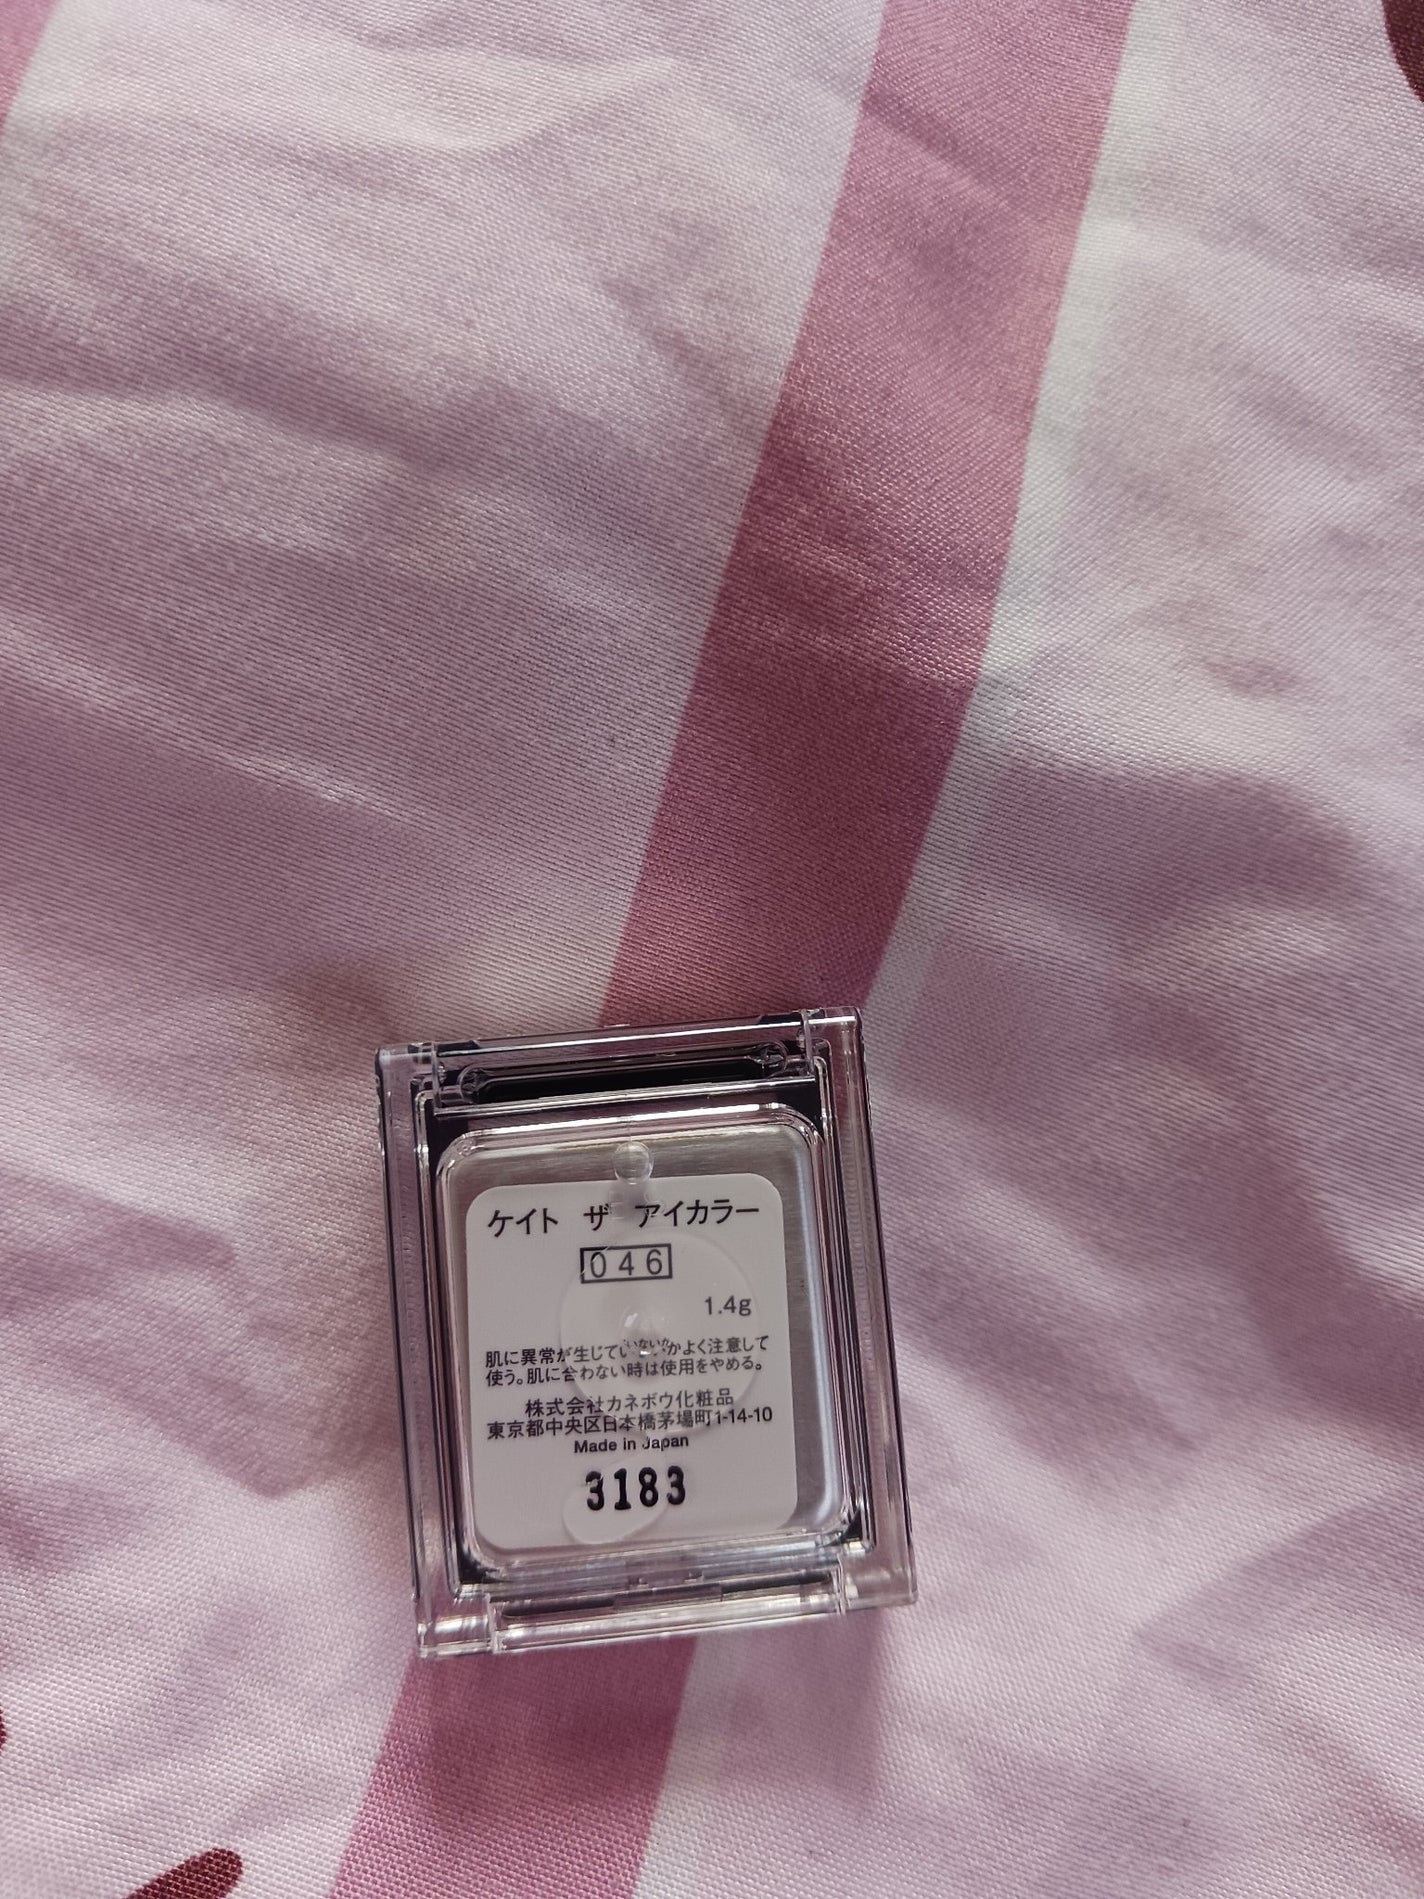 ケイト ザ アイカラー
046
1.4g
肌に異常が生じていないかよく注意して
使う。肌に合わない時は使用をやめる。
株式会社カネボウ化粧品
東京都中央区日本橋茅場町1-14-10
Made in Japan
3183